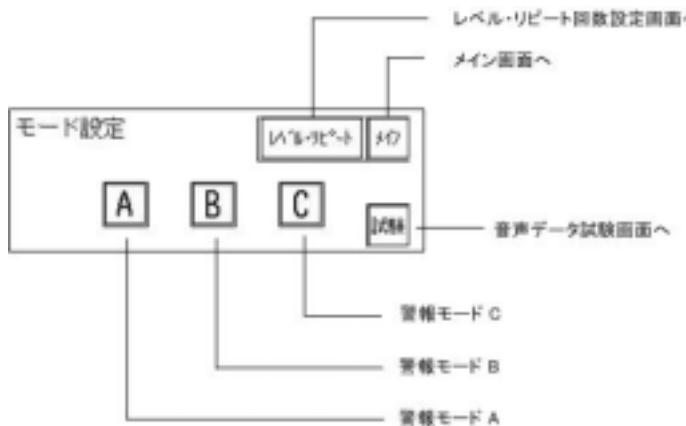 レベル・リピート回数設定画面へ
メイン画面へ
モード設定
レベル・リピート メイン
A B C
試験
音声データ試験画面へ
警報モード C
警報モード B
警報モード A